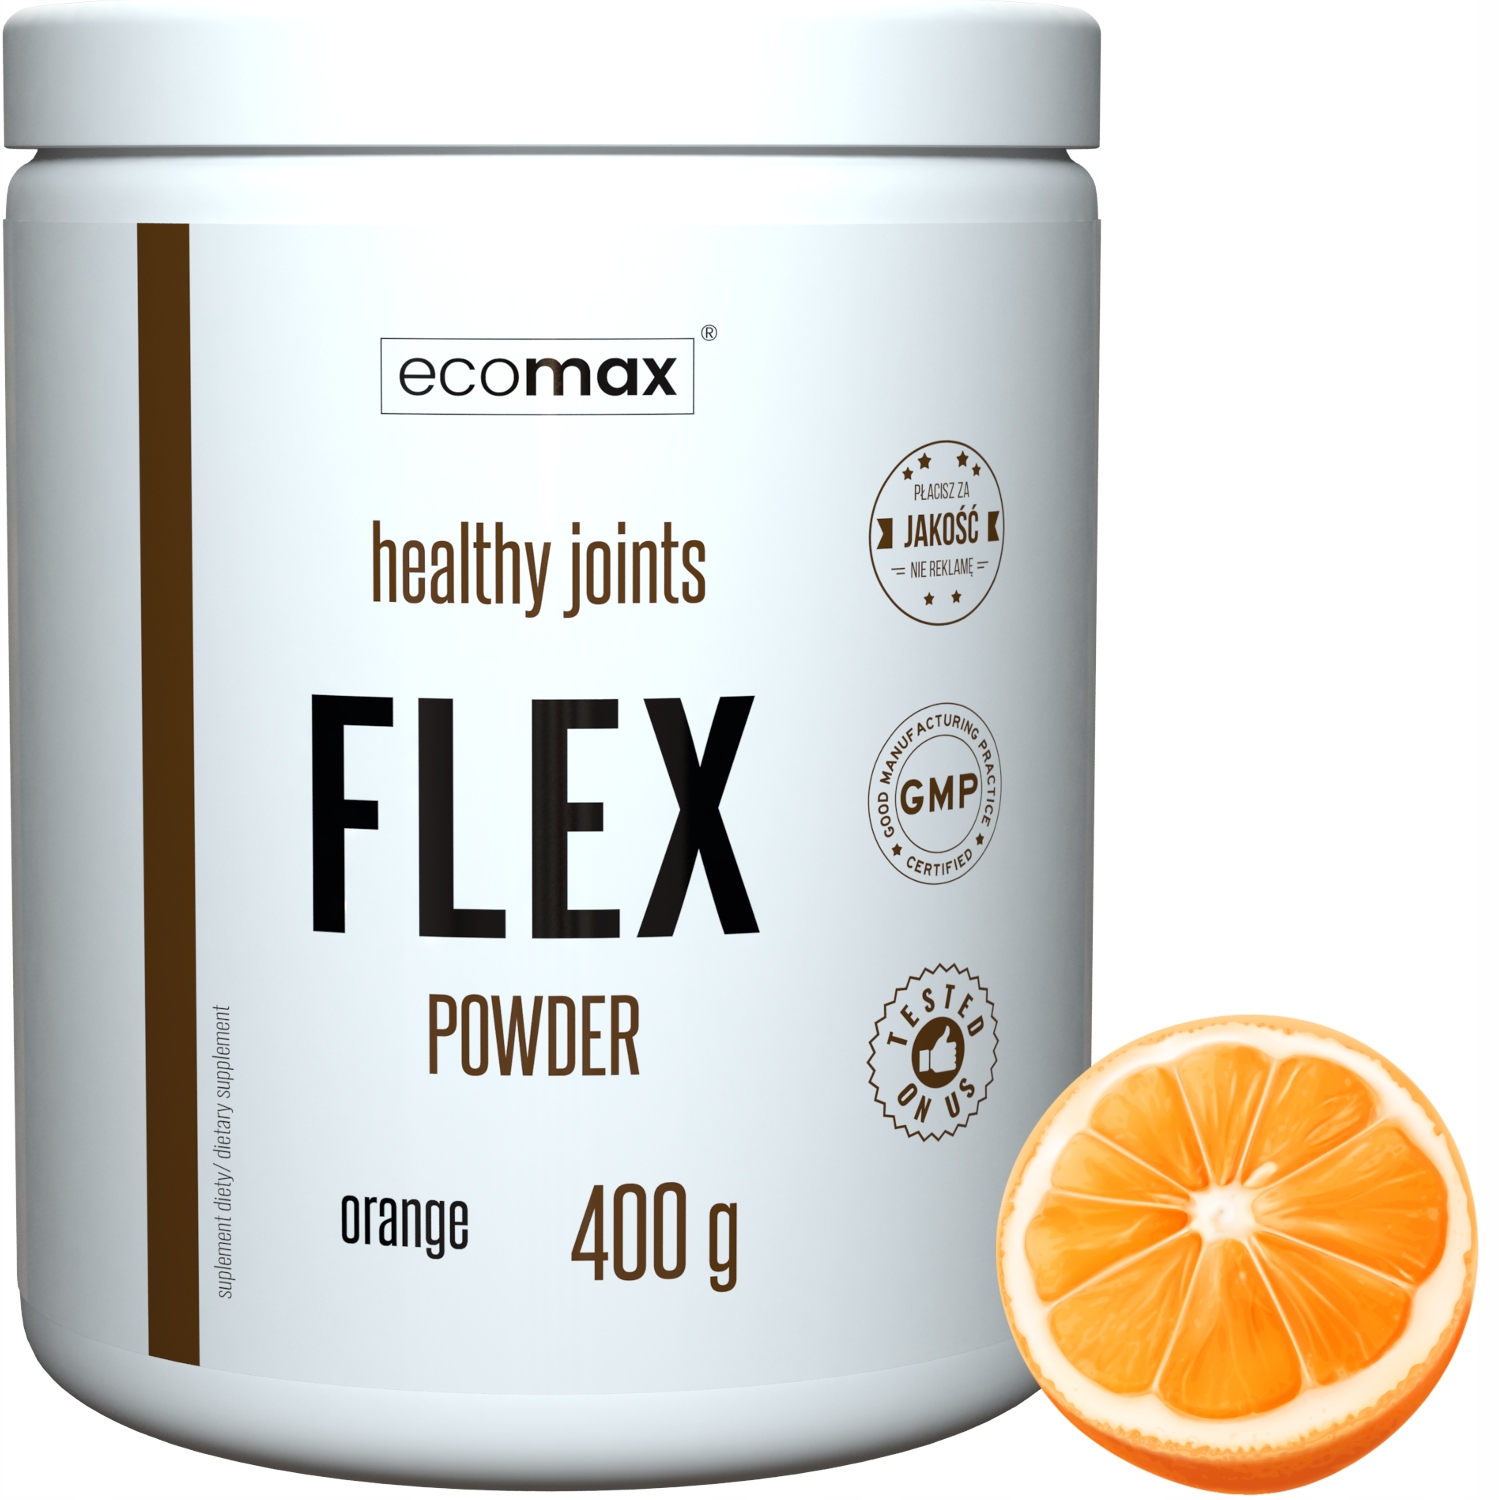 ecomax®
healthy joints
FLEX
POWDER
orange
400 g
suplement diety/ dietary supplement
PŁACISZ ZA
JAKOŚĆ
NIE REKLAMĘ
GOOD MANUFACTURING PRACTICE
GMP
CERTIFIED
TESTED
ON US